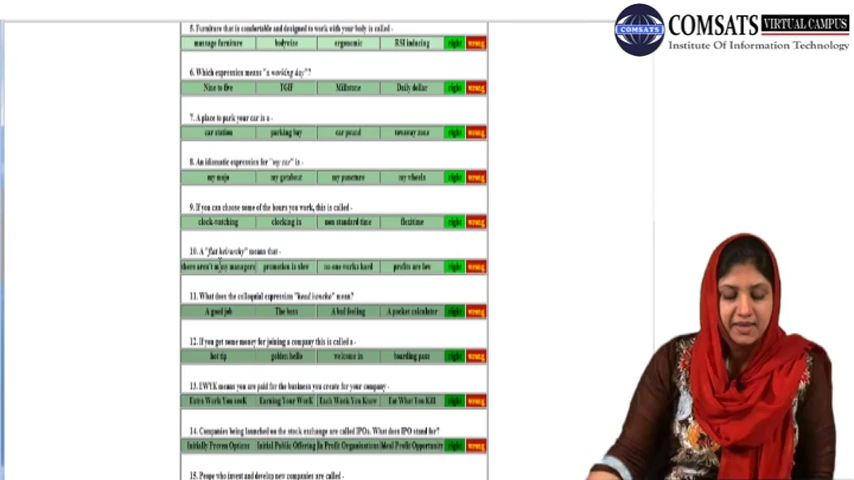 COMSATS VIRTUAL CAMPUS
COMSATS
Institute Of Information Technology
5. Furniture that is comfortable and designed to work with your body is called -
massage furniture bodysize ergonomic RSI inducing right wrong
6. Which expression means "a working day"?
Nine to five TGIF Millstone Daily dollar right wrong
7. A place to park your car is a -
car station parking bay car pound towaway zone right wrong
8. An idiomatic expression for "my car" is -
my mojo my gearboat my puncture my wheels right wrong
9. If you can choose some of the hours you work, this is called -
clock-watching clocking in non standard time flexitime right wrong
10. A "flat heirarchy" means that -
there aren't many managers promotion is slow no-one works hard profits are low right wrong
11. What does the colloquial expression "head honcho" mean?
A good job The boss A bad feeling A pocket calculator right wrong
12. If you get some money for joining a company this is called a -
hot tip golden hello welcome in boarding pass right wrong
13. EWYK means you are paid for the business you create for your company -
Extra Work You seeK Earning Your WorK Each Week You Know Eat What You Kill right wrong
14. Companies being launched on the stock exchange are called IPOs. What does IPO stand for?
Initially Proven Options Initial Public Offering In Profit Organisations Ideal Profit Opportunity right wrong
15. Peope who invest and develop new companies are called -